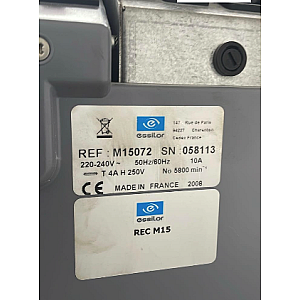 essilor
147 Rue de Paris
94227 Charenton
Cedex France
REF : M15072 SN : 058113
220-240V ~ 50Hz/60Hz 10A
T 4A H 250V No 5800 min⁻¹
CE MADE IN FRANCE 2008
essilor
REC M15